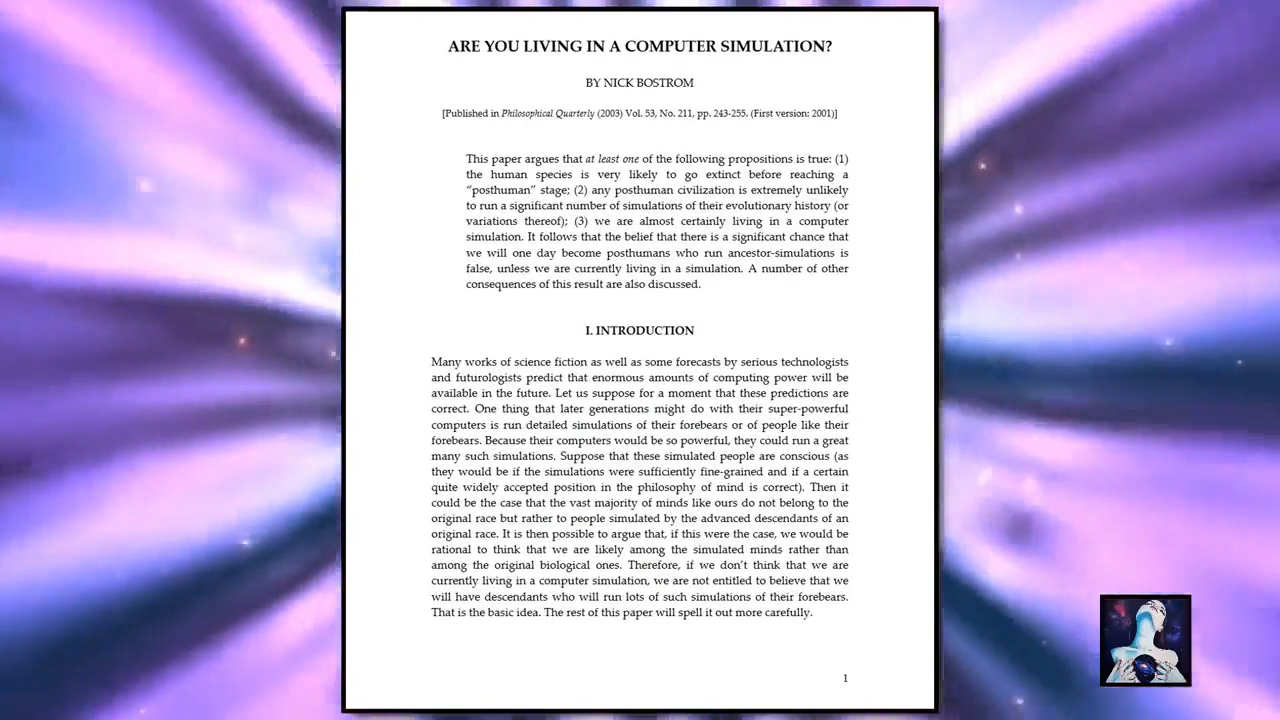 ARE YOU LIVING IN A COMPUTER SIMULATION?
BY NICK BOSTROM
[Published in Philosophical Quarterly (2003) Vol. 53, No. 211, pp. 243-255. (First version: 2001)]
This paper argues that at least one of the following propositions is true: (1)
the human species is very likely to go extinct before reaching a
“posthuman” stage; (2) any posthuman civilization is extremely unlikely
to run a significant number of simulations of their evolutionary history (or
variations thereof); (3) we are almost certainly living in a computer
simulation. It follows that the belief that there is a significant chance that
we will one day become posthumans who run ancestor-simulations is
false, unless we are currently living in a simulation. A number of other
consequences of this result are also discussed.
I. INTRODUCTION
Many works of science fiction as well as some forecasts by serious technologists
and futurologists predict that enormous amounts of computing power will be
available in the future. Let us suppose for a moment that these predictions are
correct. One thing that later generations might do with their super-powerful
computers is run detailed simulations of their forebears or of people like their
forebears. Because their computers would be so powerful, they could run a great
many such simulations. Suppose that these simulated people are conscious (as
they would be if the simulations were sufficiently fine-grained and if a certain
quite widely accepted position in the philosophy of mind is correct). Then it
could be the case that the vast majority of minds like ours do not belong to the
original race but rather to people simulated by the advanced descendants of an
original race. It is then possible to argue that, if this were the case, we would be
rational to think that we are likely among the simulated minds rather than
among the original biological ones. Therefore, if we don’t think that we are
currently living in a computer simulation, we are not entitled to believe that we
will have descendants who will run lots of such simulations of their forebears.
That is the basic idea. The rest of this paper will spell it out more carefully.
1